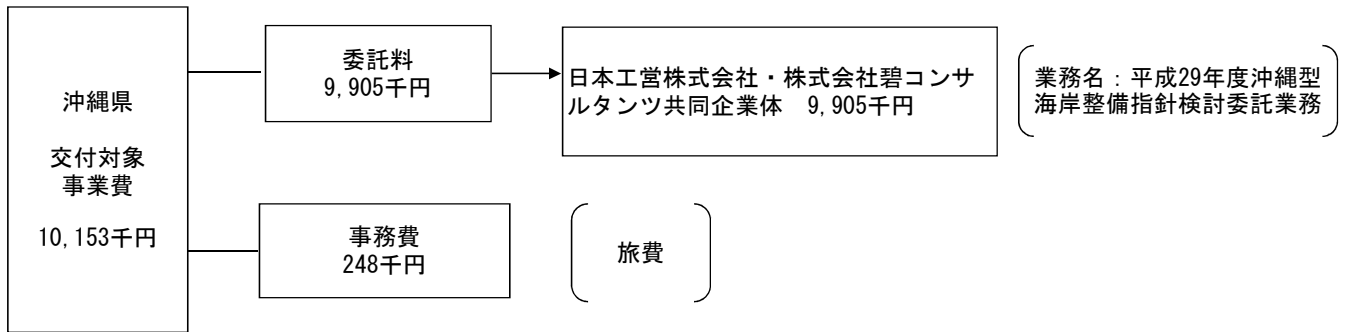 沖縄県
交付対象
事業費
10,153千円
委託料
9,905千円
日本工営株式会社・株式会社碧コンサ
ルタンツ共同企業体　9,905千円
業務名：平成29年度沖縄型
海岸整備指針検討委託業務
事務費
248千円
旅費